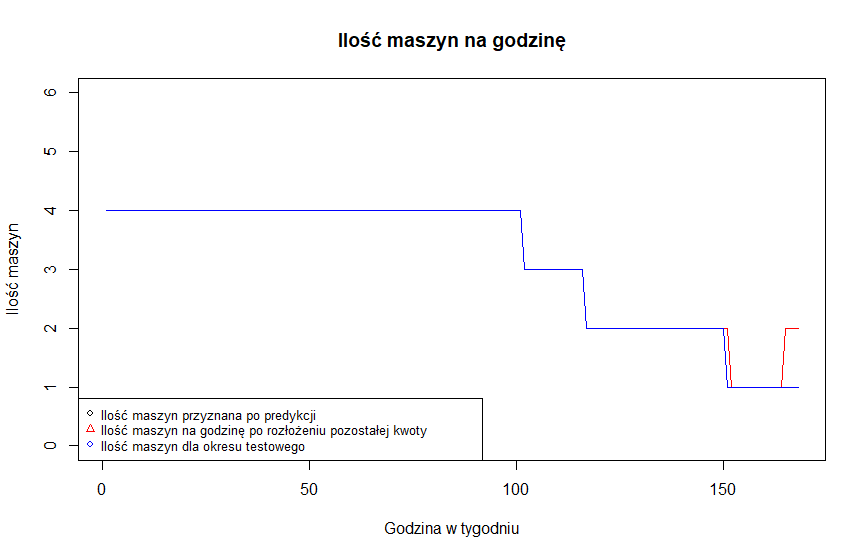 Ilość maszyn na godzinę
6
5
4
3
2
1
0
Ilość maszyn
Ilość maszyn przyznana po predykcji
Ilość maszyn na godzinę po rozłożeniu pozostałej kwoty
Ilość maszyn dla okresu testowego
0 50 100 150
Godzina w tygodniu